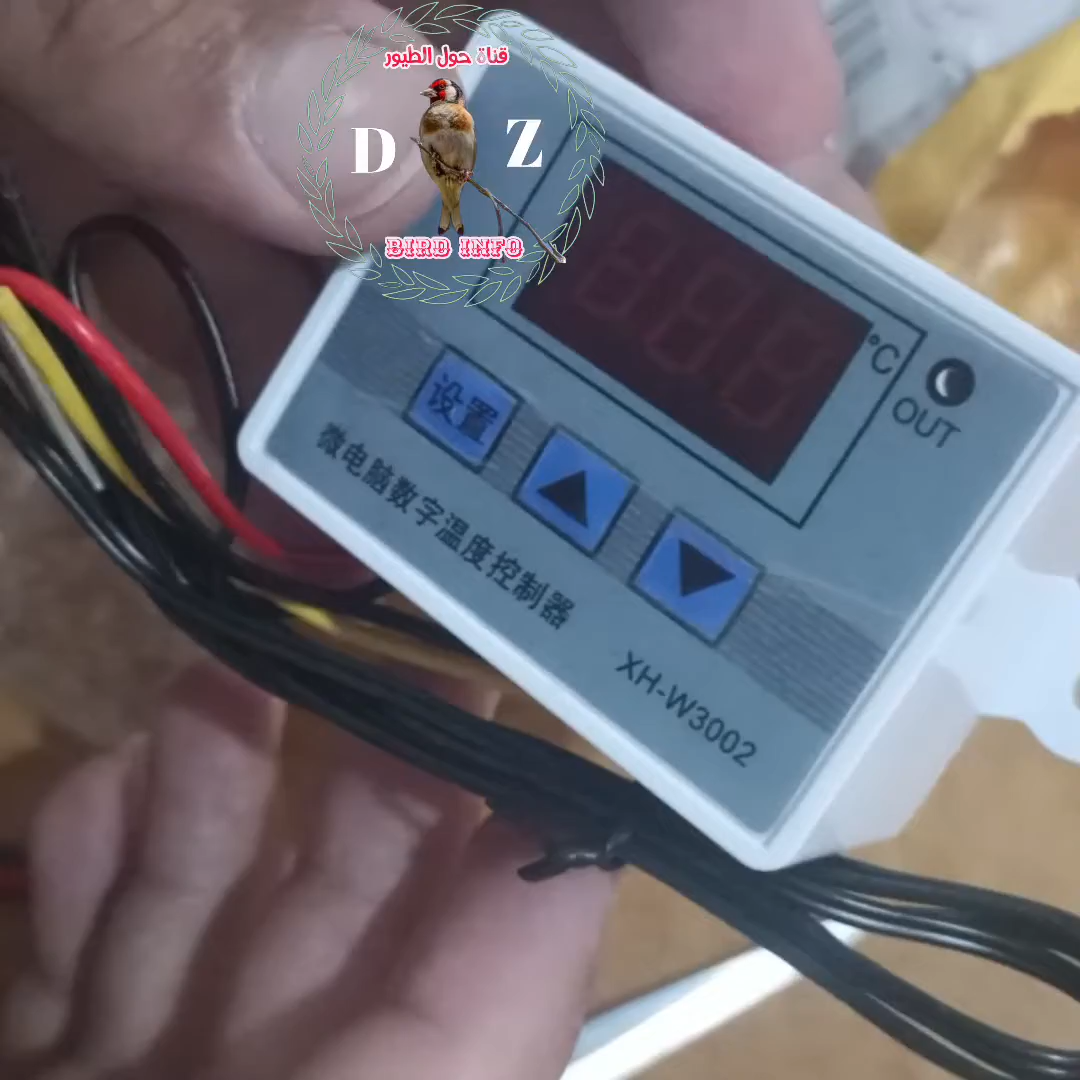 قناة حول الطيور
D Z
BIRD INFO
°C
OUT
设置
微电脑数字温度控制器
XH-W3002